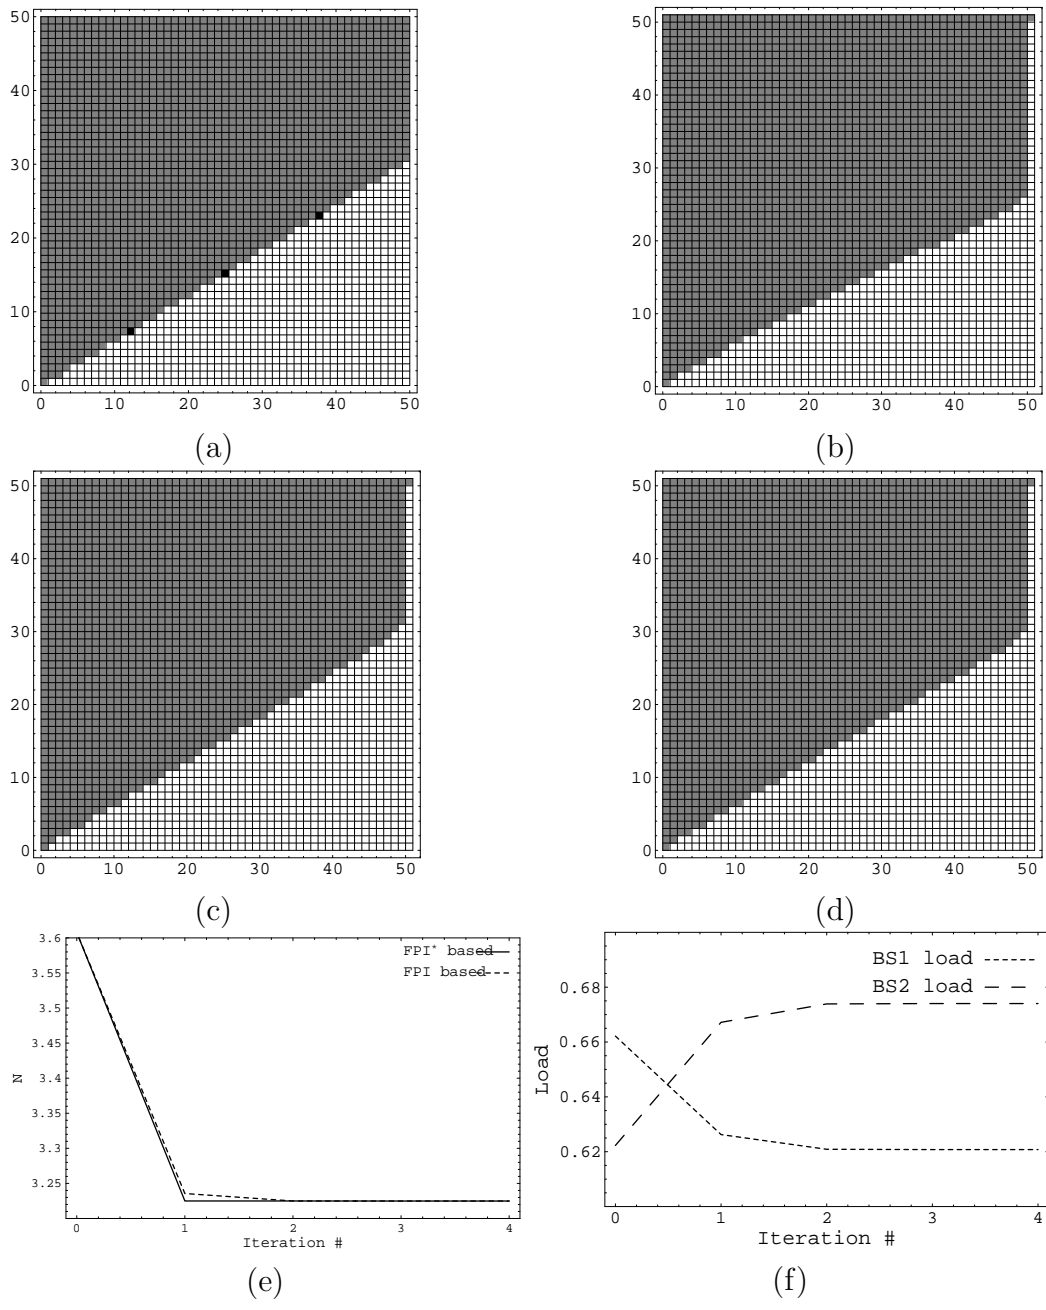 50
40
30
20
10
0
0 10 20 30 40 50
(a)
50
40
30
20
10
0
0 10 20 30 40 50
(b)
50
40
30
20
10
0
0 10 20 30 40 50
(c)
50
40
30
20
10
0
0 10 20 30 40 50
(d)
3.6
3.55
3.5
3.45
3.4
3.35
3.3
3.25
N
FPI* based
FPI based
0 1 2 3 4
Iteration #
(e)
BS1 load
BS2 load
0.68
0.66
0.64
0.62
Load
0 1 2 3 4
Iteration #
(f)